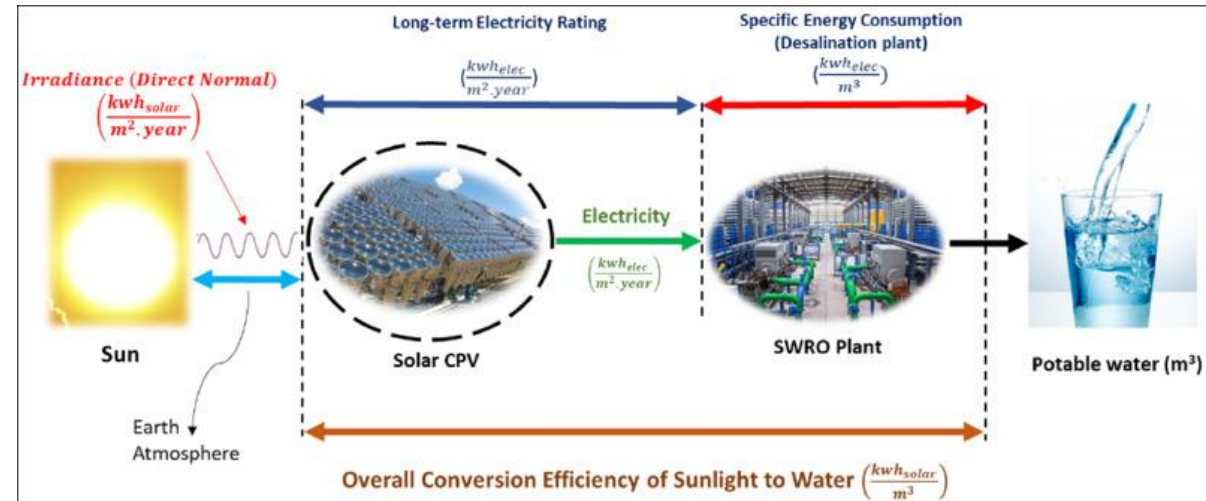 Long-term Electricity Rating
Specific Energy Consumption
(Desalination plant)
Irradiance (Direct Normal)
(kwh_solar / m². year)
(kwh_elec / m². year)
(kwh_elec / m³)
Electricity
(kwh_elec / m². year)
Sun
Solar CPV
SWRO Plant
Potable water (m³)
Earth
Atmosphere
Overall Conversion Efficiency of Sunlight to Water (kwh_solar / m³)